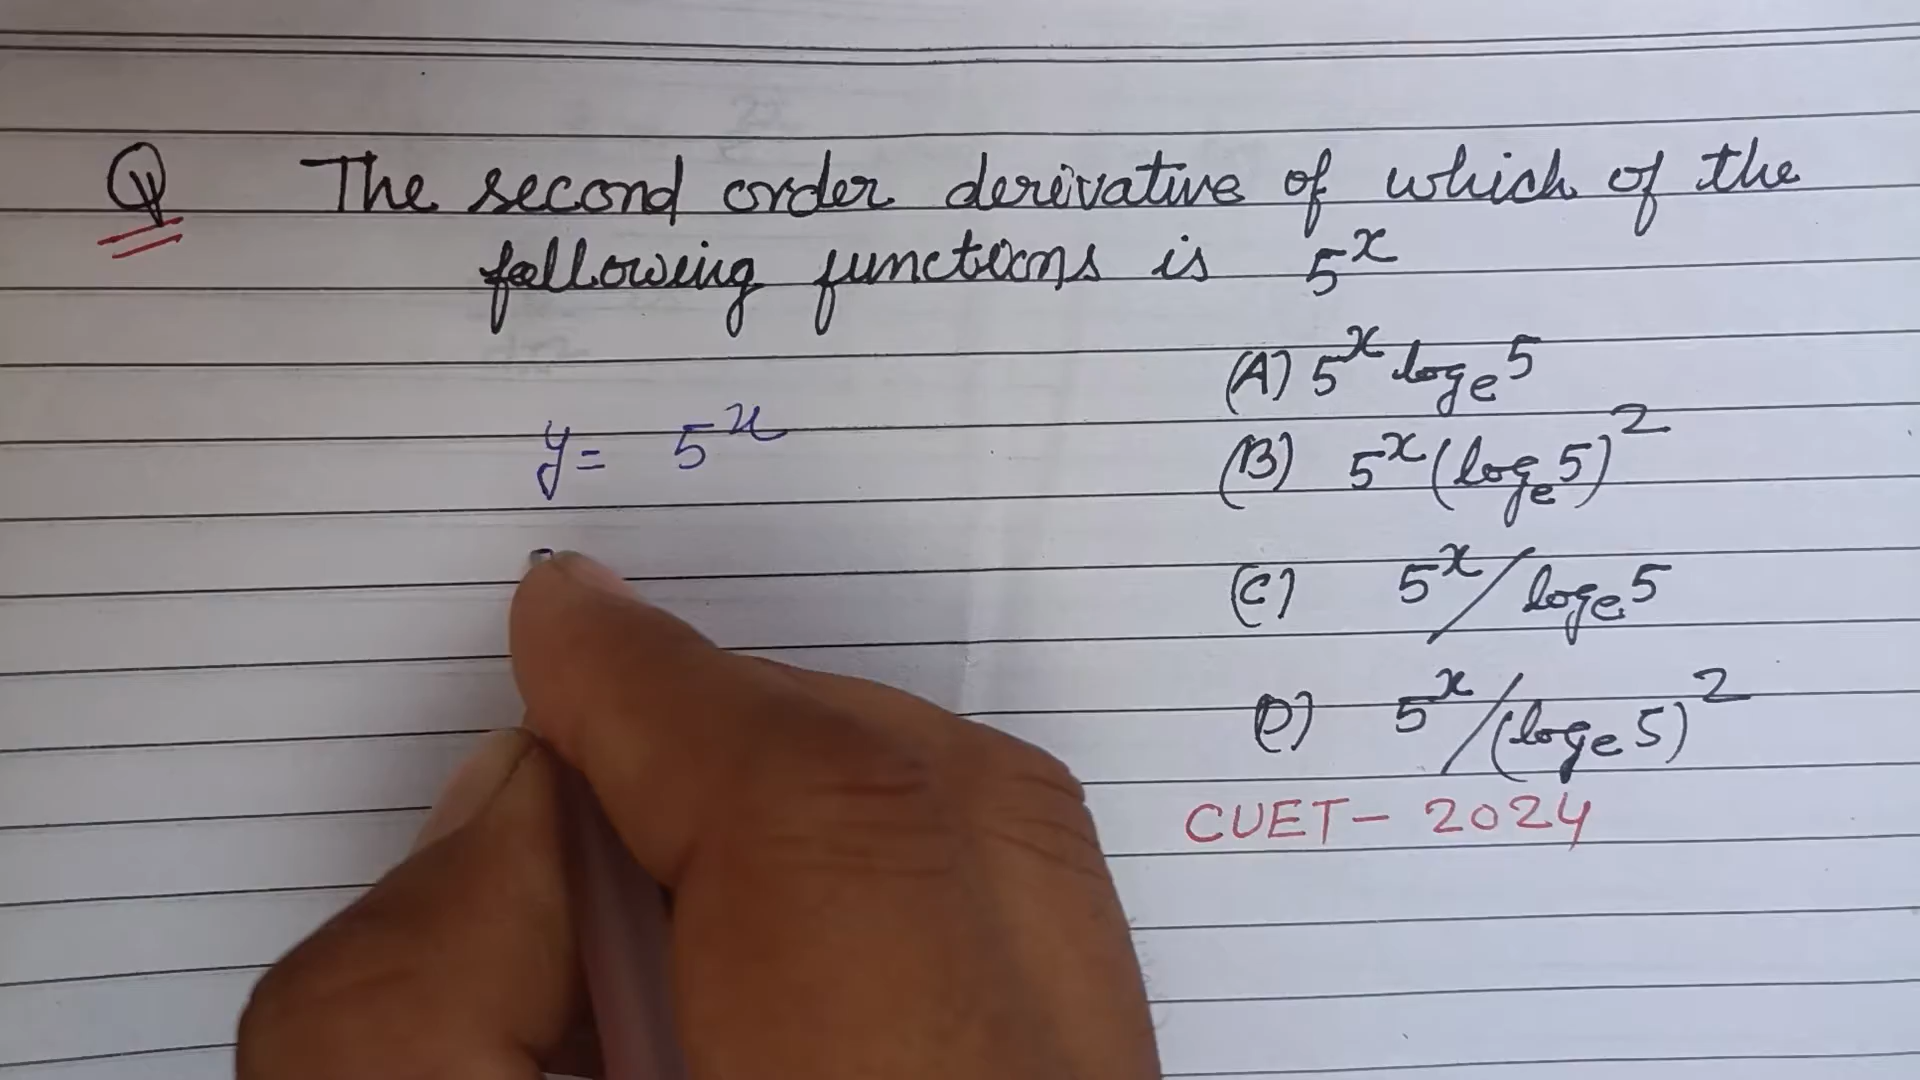 Q The second order derivative of which of the
following functions is 5^x
(A) 5^x log_e 5
y = 5^x
(B) 5^x (log_e 5)^2
(C) 5^x / log_e 5
(D) 5^x / (log_e 5)^2
CUET - 2024